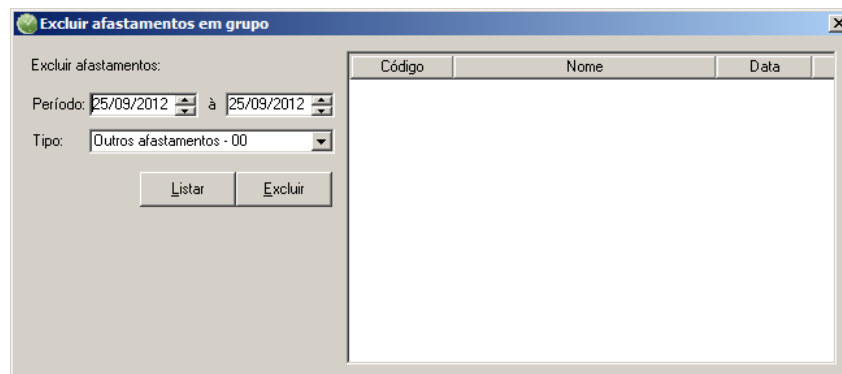 Excluir afastamentos em grupo
Excluir afastamentos:
Período: 25/09/2012 à 25/09/2012
Tipo: Outros afastamentos - 00
Listar Excluir
Código Nome Data